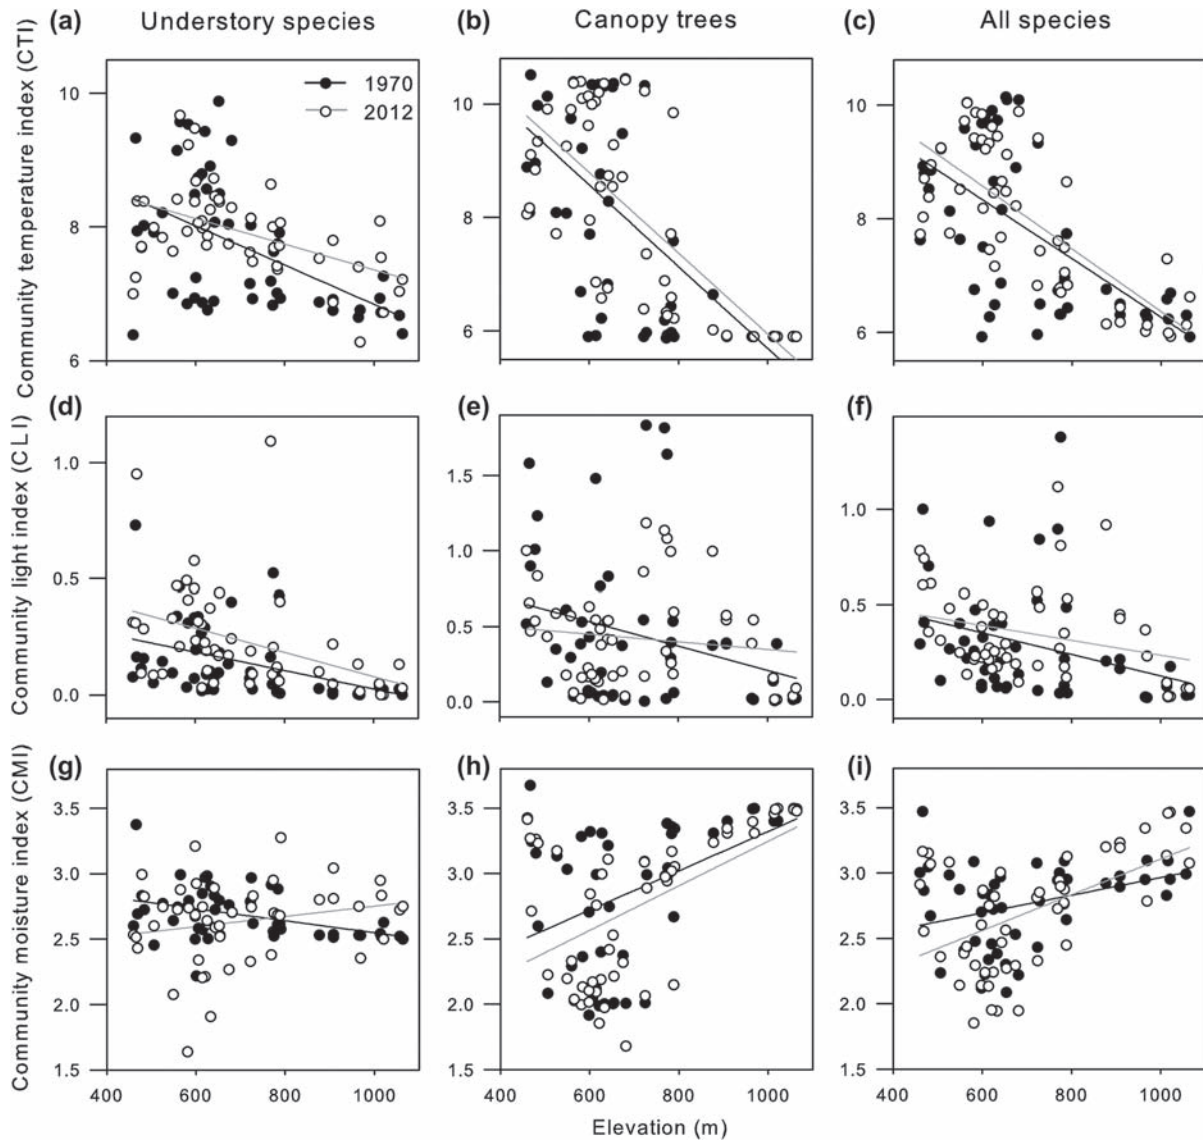 (a) Understory species
(b) Canopy trees
(c) All species
Community temperature index (CTI)
10
8
6
1970
2012
10
8
6
10
8
6
(d)
(e)
(f)
Community light index (CLI)
1.0
0.5
0.0
1.5
1.0
0.5
0.0
1.0
0.5
0.0
(g)
(h)
(i)
Community moisture index (CMI)
3.5
3.0
2.5
2.0
1.5
3.5
3.0
2.5
2.0
1.5
3.5
3.0
2.5
2.0
1.5
400 600 800 1000
400 600 800 1000
400 600 800 1000
Elevation (m)